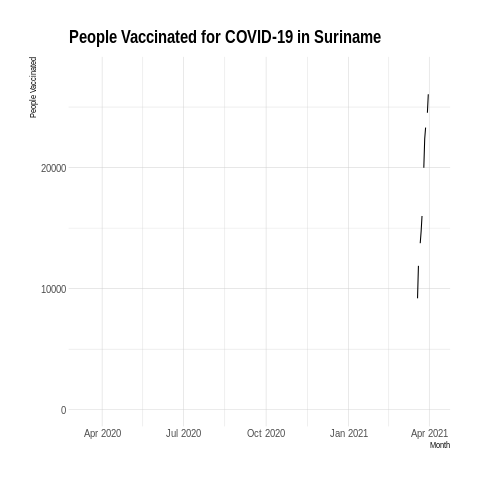 People Vaccinated for COVID-19 in Suriname
People Vaccinated
20000
10000
0
Apr 2020
Jul 2020
Oct 2020
Jan 2021
Apr 2021
Month